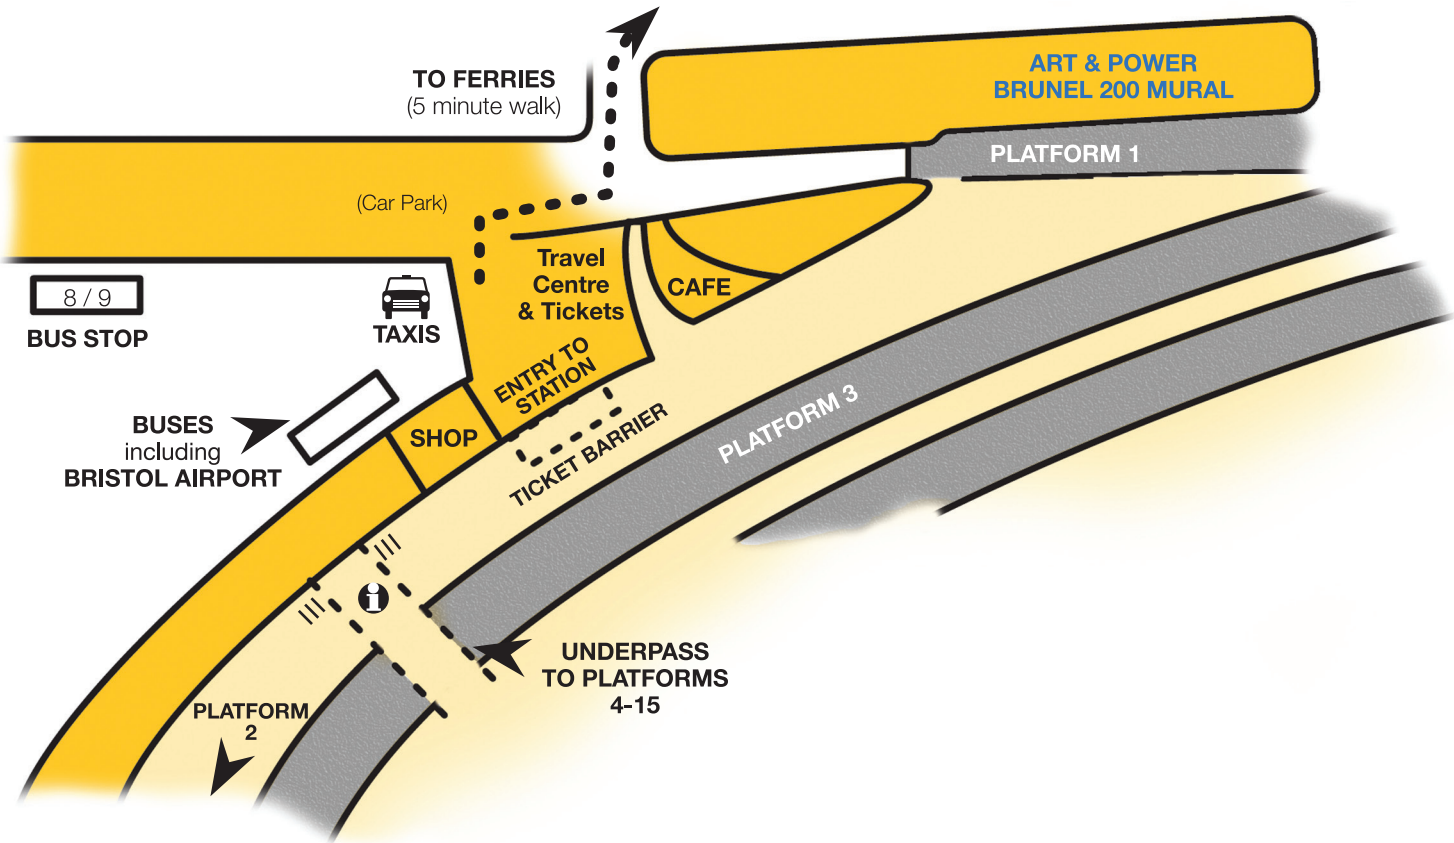 TO FERRIES
(5 minute walk)
ART & POWER
BRUNEL 200 MURAL
PLATFORM 1
(Car Park)
8 / 9
BUS STOP
TAXIS
Travel
Centre
& Tickets
CAFE
ENTRY TO
STATION
BUSES
including
BRISTOL AIRPORT
SHOP
TICKET BARRIER
PLATFORM 3
i
UNDERPASS
TO PLATFORMS
4-15
PLATFORM
2